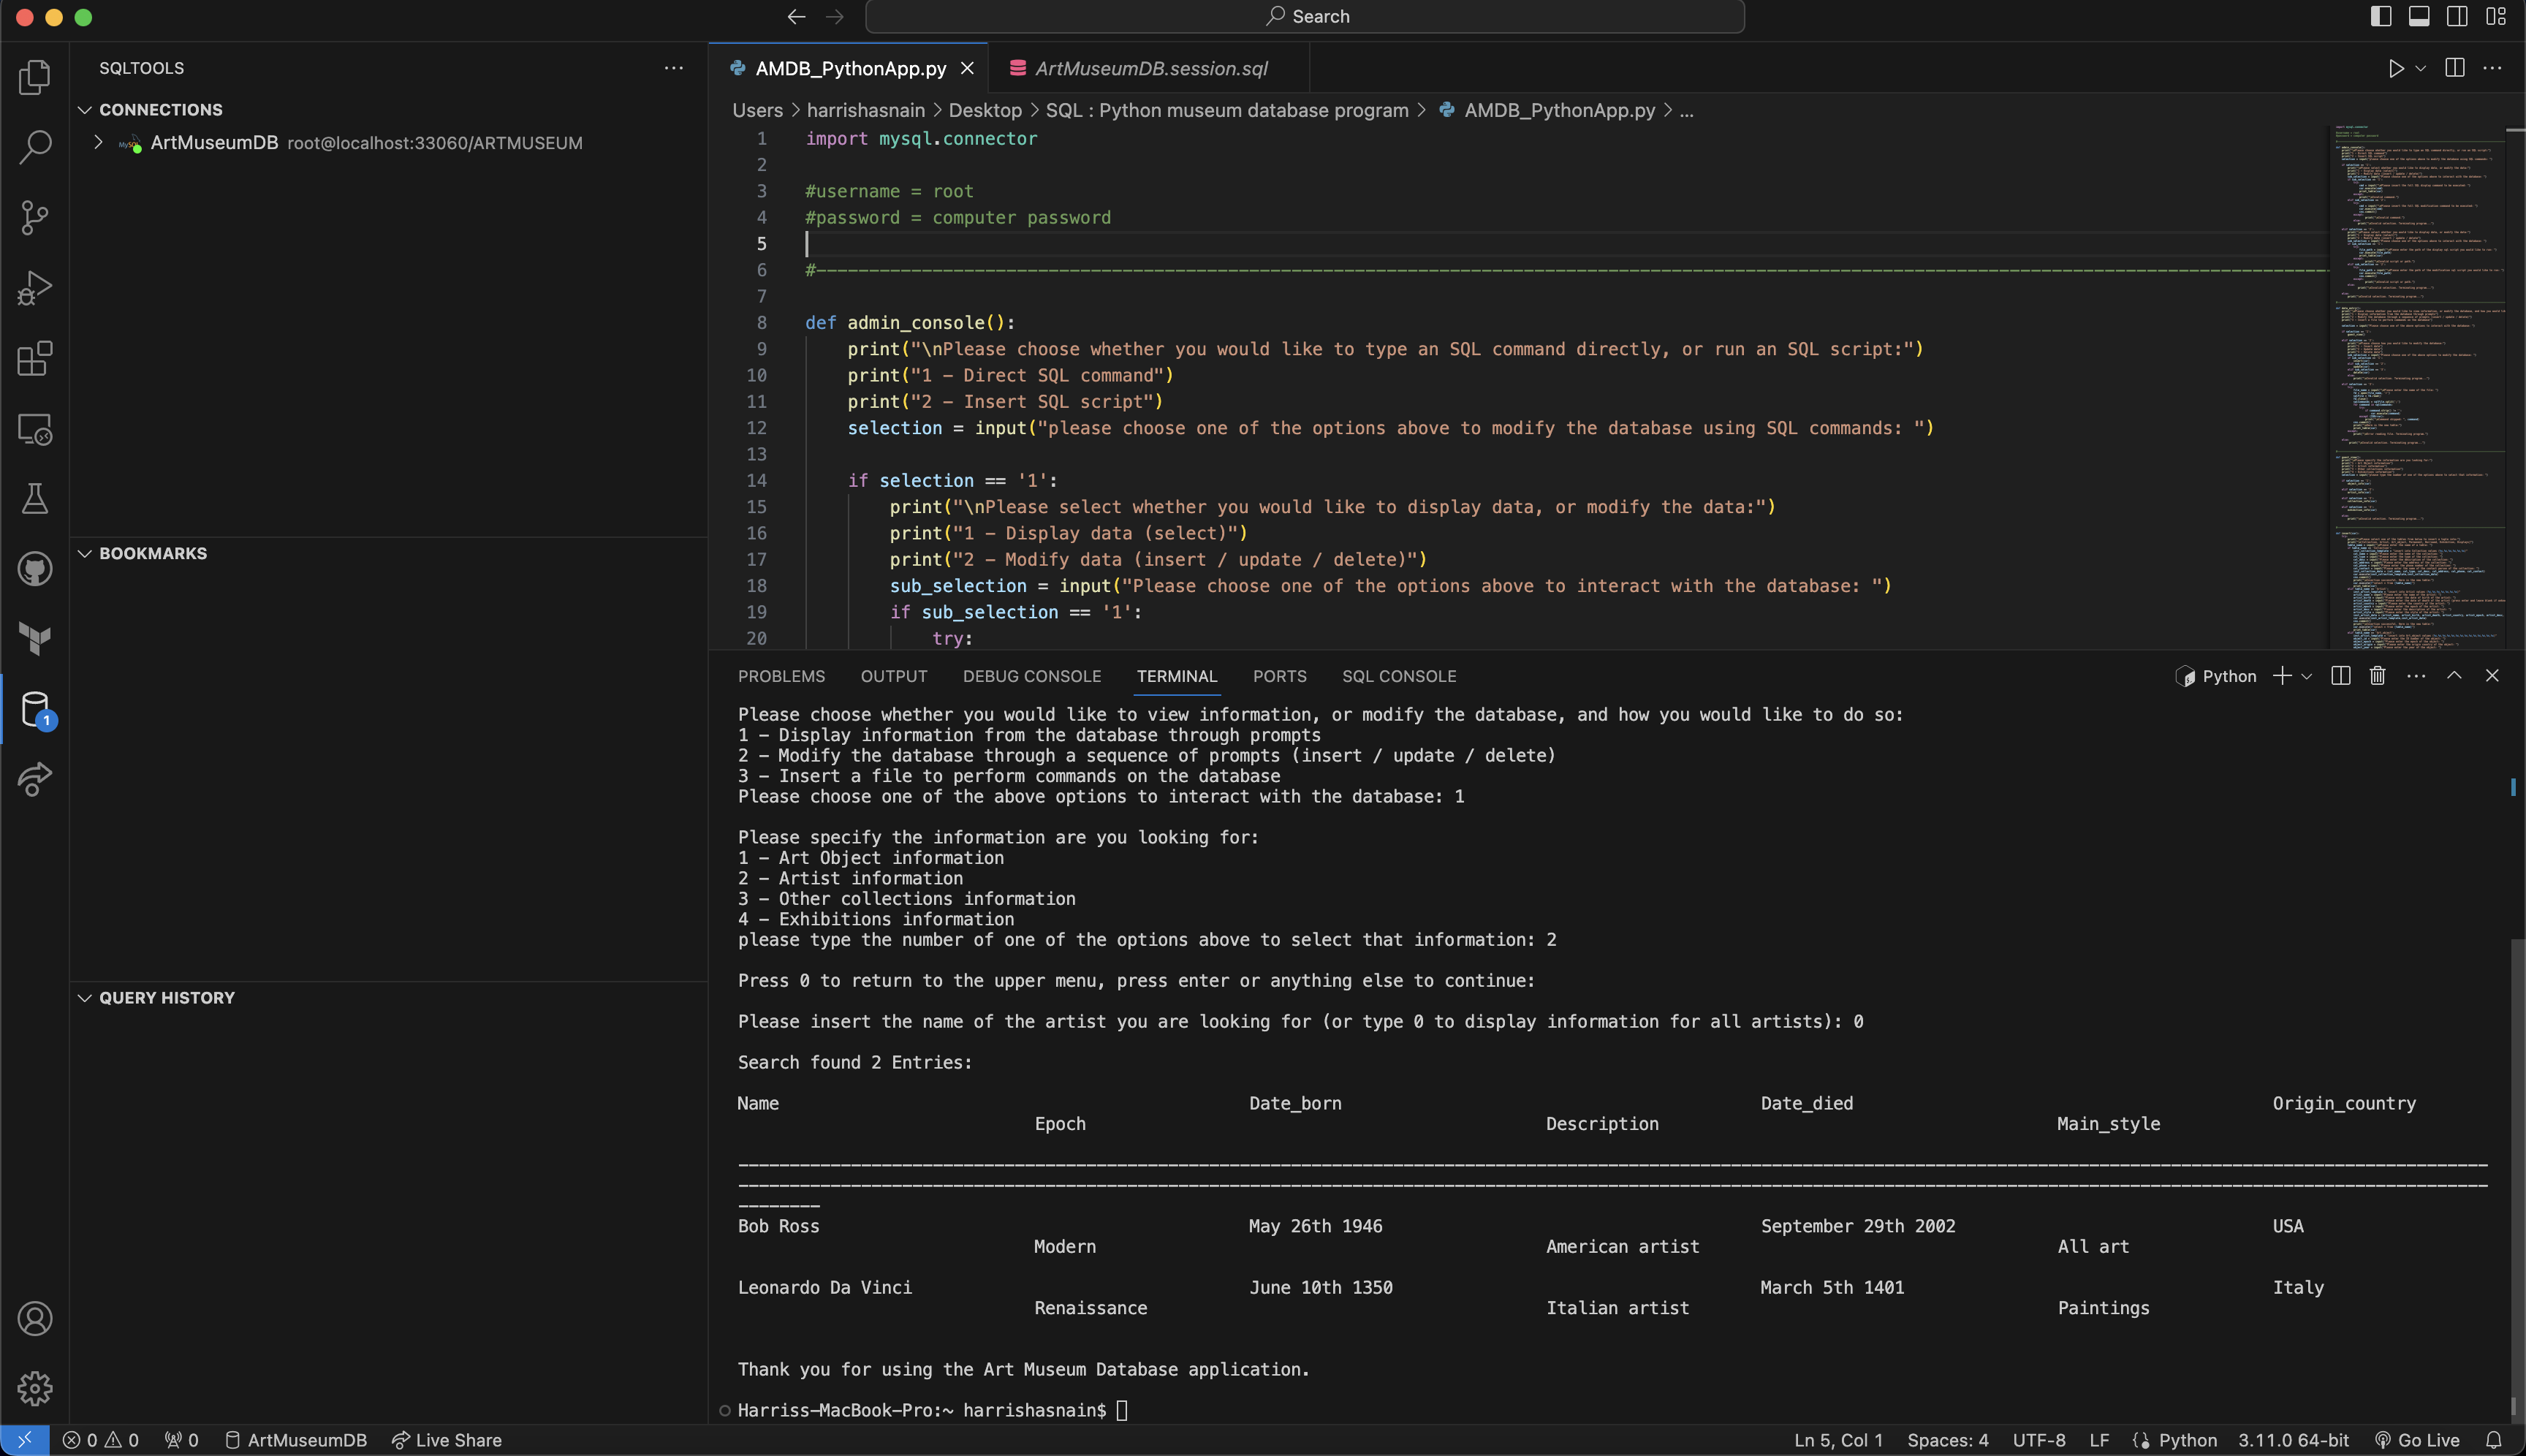 Search
SQLTOOLS
CONNECTIONS
ArtMuseumDB root@localhost:33060/ARTMUSEUM
BOOKMARKS
QUERY HISTORY
1
AMDB_PythonApp.py
ArtMuseumDB.session.sql
Users > harrishasnain > Desktop > SQL : Python museum database program > AMDB_PythonApp.py > ...
1 import mysql.connector
2
3 #username = root
4 #password = computer password
5
6 #----------------------------------------------------------------
7
8 def admin_console():
9 print("\nPlease choose whether you would like to type an SQL command directly, or run an SQL script:")
10 print("1 - Direct SQL command")
11 print("2 - Insert SQL script")
12 selection = input("please choose one of the options above to modify the database using SQL commands: ")
13
14 if selection == '1':
15 print("\nPlease select whether you would like to display data, or modify the data:")
16 print("1 - Display data (select)")
17 print("2 - Modify data (insert / update / delete)")
18 sub_selection = input("Please choose one of the options above to interact with the database: ")
19 if sub_selection == '1':
20 try:
PROBLEMS OUTPUT DEBUG CONSOLE TERMINAL PORTS SQL CONSOLE
Python
Please choose whether you would like to view information, or modify the database, and how you would like to do so:
1 - Display information from the database through prompts
2 - Modify the database through a sequence of prompts (insert / update / delete)
3 - Insert a file to perform commands on the database
Please choose one of the above options to interact with the database: 1
Please specify the information are you looking for:
1 - Art Object information
2 - Artist information
3 - Other collections information
4 - Exhibitions information
please type the number of one of the options above to select that information: 2
Press 0 to return to the upper menu, press enter or anything else to continue:
Please insert the name of the artist you are looking for (or type 0 to display information for all artists): 0
Search found 2 Entries:
Name Date_born Date_died Origin_country
Epoch Description Main_style
Bob Ross May 26th 1946 September 29th 2002 USA
Modern American artist All art
Leonardo Da Vinci June 10th 1350 March 5th 1401 Italy
Renaissance Italian artist Paintings
Thank you for using the Art Museum Database application.
Harriss-MacBook-Pro:~ harrishasnain$
0 0 0 ArtMuseumDB Live Share Ln 5, Col 1 Spaces: 4 UTF-8 LF Python 3.11.0 64-bit Go Live